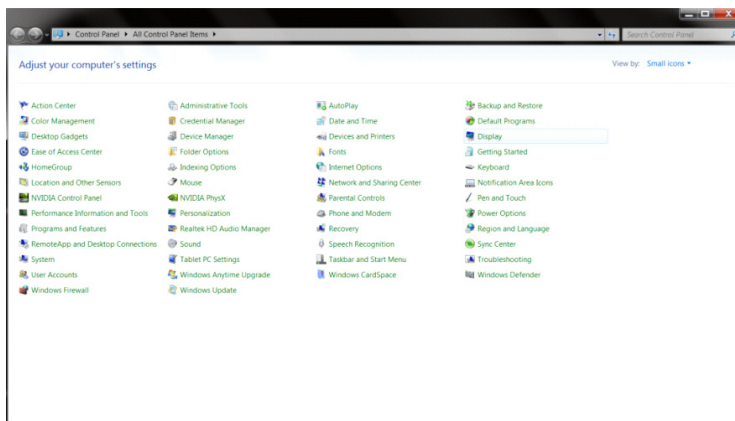 Control Panel All Control Panel Items
Search Control Panel
Adjust your computer's settings
View by: Small icons
Action Center Administrative Tools AutoPlay Backup and Restore
Color Management Credential Manager Date and Time Default Programs
Desktop Gadgets Device Manager Devices and Printers Display
Ease of Access Center Folder Options Fonts Getting Started
HomeGroup Indexing Options Internet Options Keyboard
Location and Other Sensors Mouse Network and Sharing Center Notification Area Icons
NVIDIA Control Panel NVIDIA PhysX Parental Controls Pen and Touch
Performance Information and Tools Personalization Phone and Modem Power Options
Programs and Features Realtek HD Audio Manager Recovery Region and Language
RemoteApp and Desktop Connections Sound Speech Recognition Sync Center
System Tablet PC Settings Taskbar and Start Menu Troubleshooting
User Accounts Windows Anytime Upgrade Windows CardSpace Windows Defender
Windows Firewall Windows Update